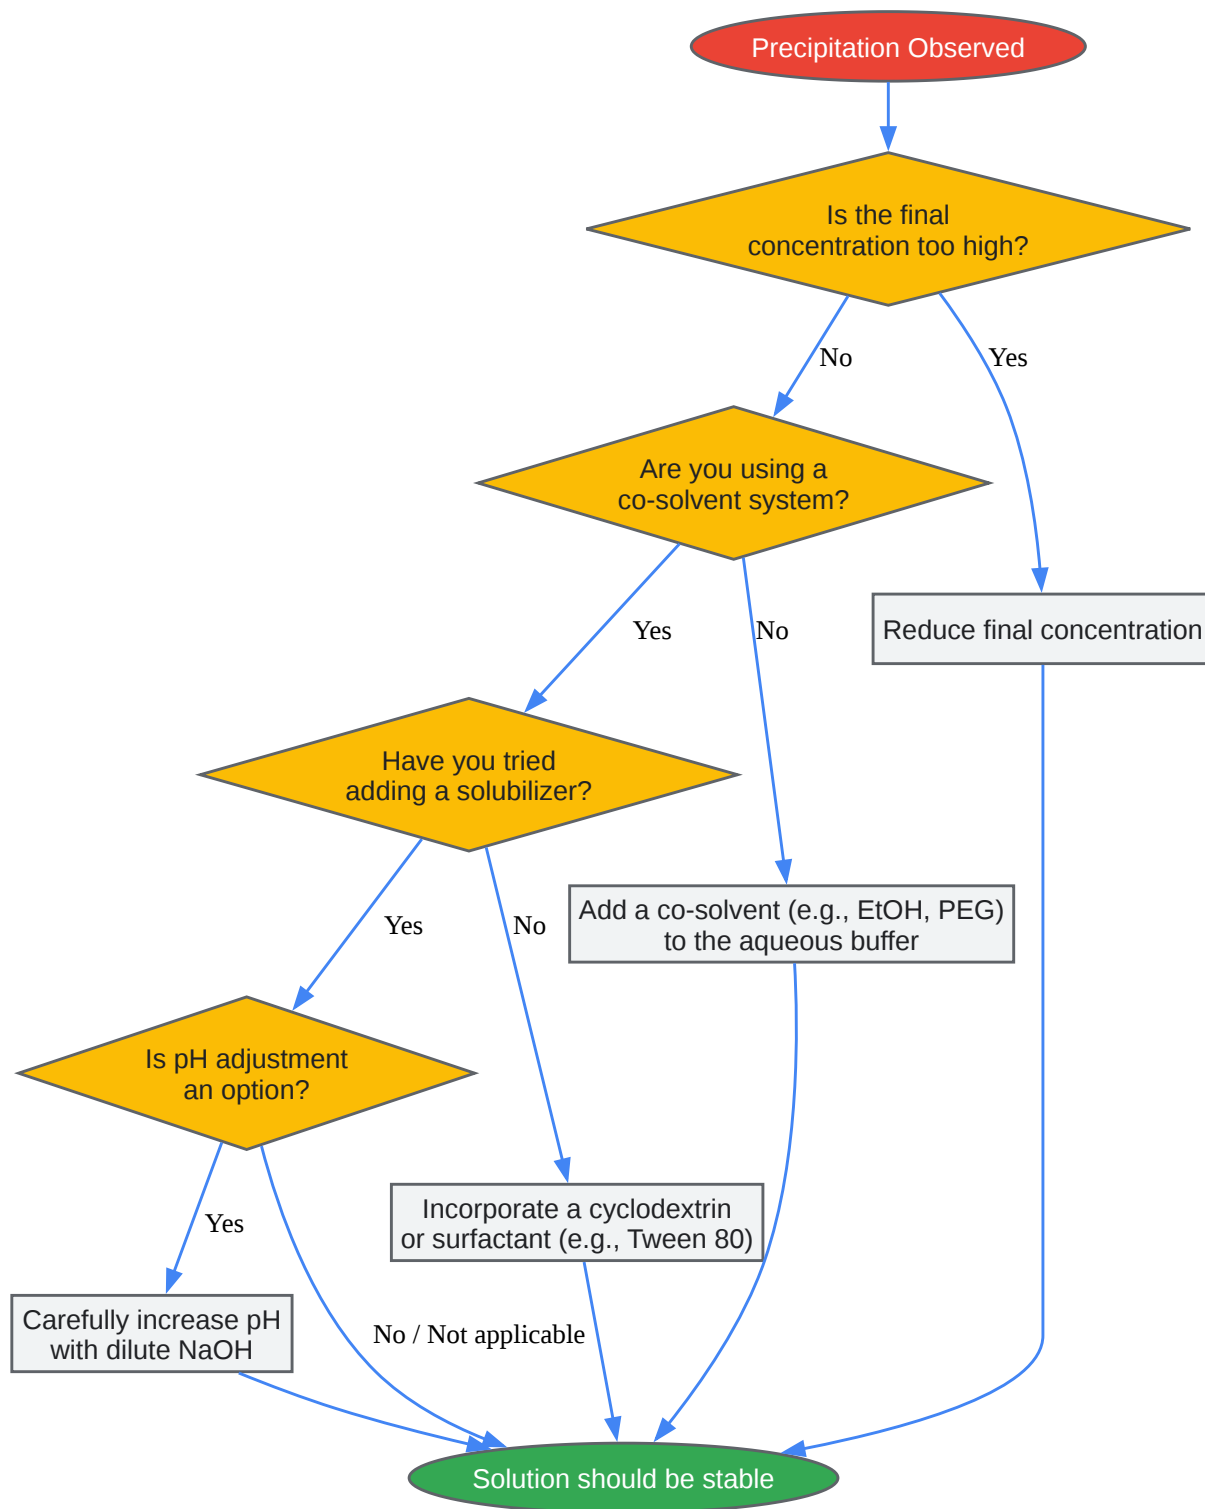 Precipitation Observed
Is the final
concentration too high?
No
Yes
Are you using a
co-solvent system?
Yes
No
Reduce final concentration
Have you tried
adding a solubilizer?
Yes
No
Add a co-solvent (e.g., EtOH, PEG)
to the aqueous buffer
Is pH adjustment
an option?
Yes
No / Not applicable
Incorporate a cyclodextrin
or surfactant (e.g., Tween 80)
Carefully increase pH
with dilute NaOH
Solution should be stable